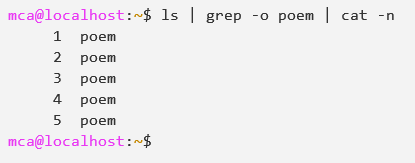 mca@localhost:~$ ls | grep -o poem | cat -n
1 poem
2 poem
3 poem
4 poem
5 poem
mca@localhost:~$